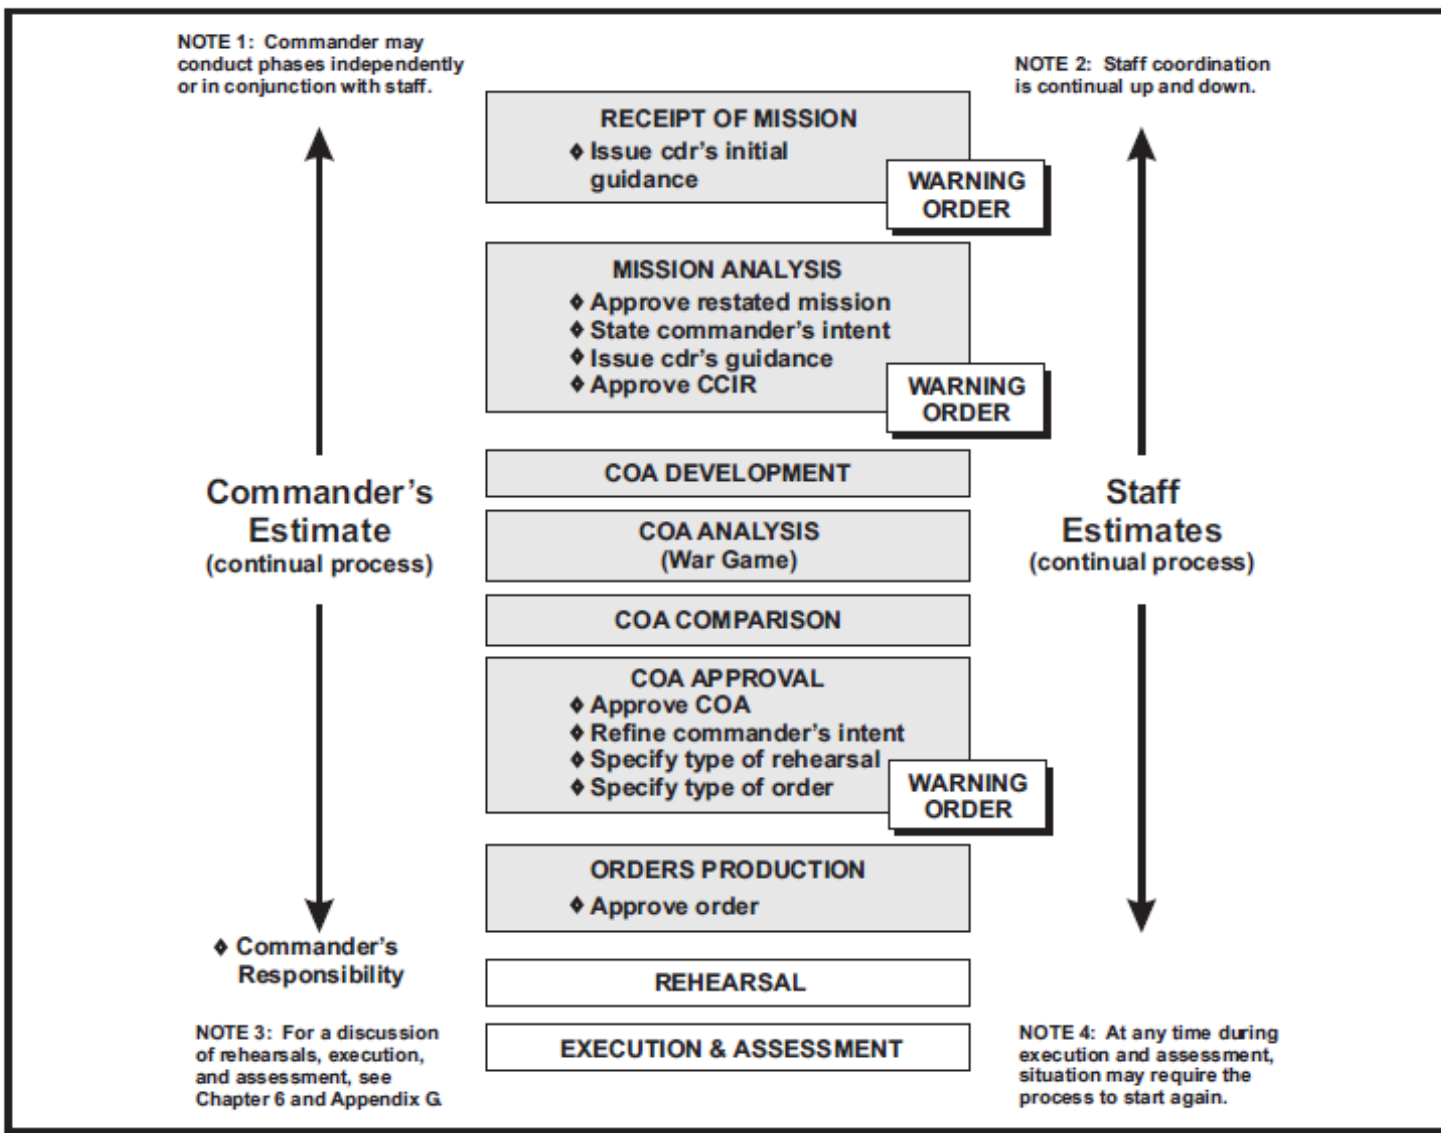 NOTE 1: Commander may
conduct phases independently
or in conjunction with staff.
NOTE 2: Staff coordination
is continual up and down.
RECEIPT OF MISSION
♦ Issue cdr's initial
guidance
WARNING
ORDER
MISSION ANALYSIS
♦ Approve restated mission
♦ State commander's intent
♦ Issue cdr's guidance
♦ Approve CCIR
WARNING
ORDER
COA DEVELOPMENT
Commander's
Estimate
(continual process)
Staff
Estimates
(continual process)
COA ANALYSIS
(War Game)
COA COMPARISON
COA APPROVAL
♦ Approve COA
♦ Refine commander's intent
♦ Specify type of rehearsal
♦ Specify type of order
WARNING
ORDER
ORDERS PRODUCTION
♦ Approve order
♦ Commander's
Responsibility
REHEARSAL
EXECUTION & ASSESSMENT
NOTE 3: For a discussion
of rehearsals, execution,
and assessment, see
Chapter 6 and Appendix G.
NOTE 4: At any time during
execution and assessment,
situation may require the
process to start again.